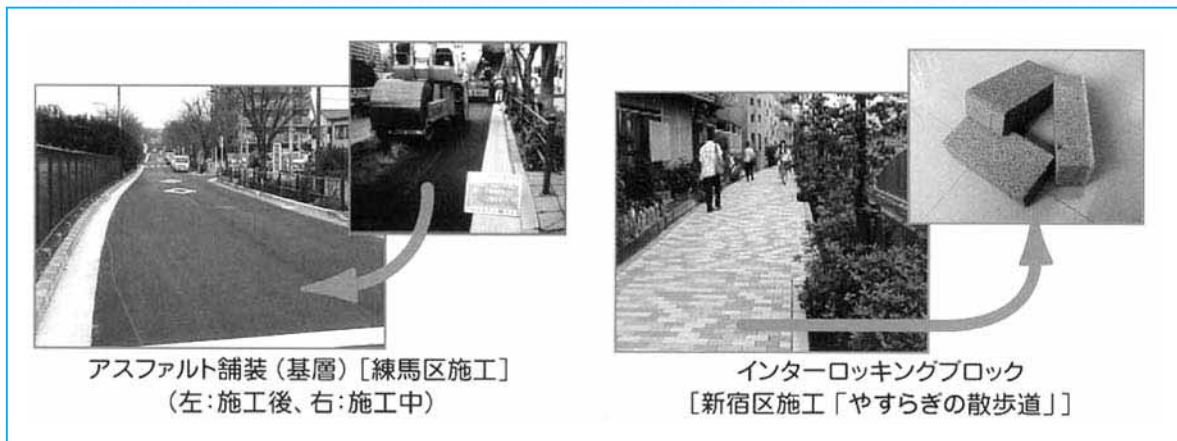 アスファルト舗装(基層)[練馬区施工]
(左:施工後、右:施工中)
インターロッキングブロック
[新宿区施工「やすらぎの散歩道」]